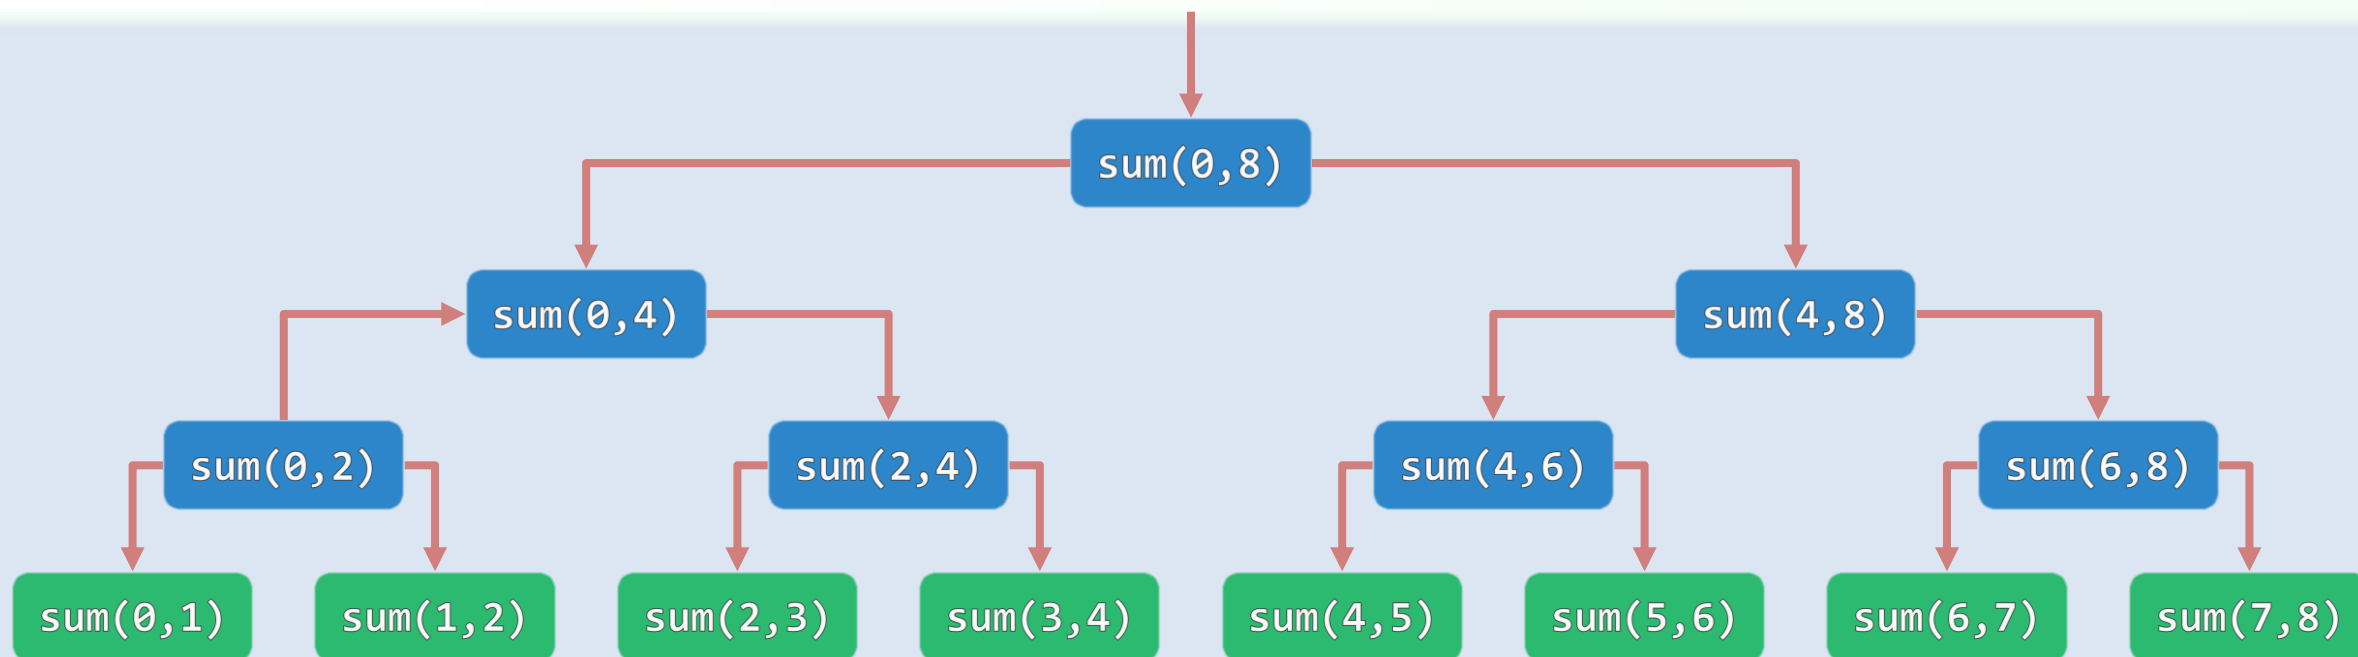 sum(0,8)
sum(0,4)
sum(4,8)
sum(0,2)
sum(2,4)
sum(4,6)
sum(6,8)
sum(0,1)
sum(1,2)
sum(2,3)
sum(3,4)
sum(4,5)
sum(5,6)
sum(6,7)
sum(7,8)